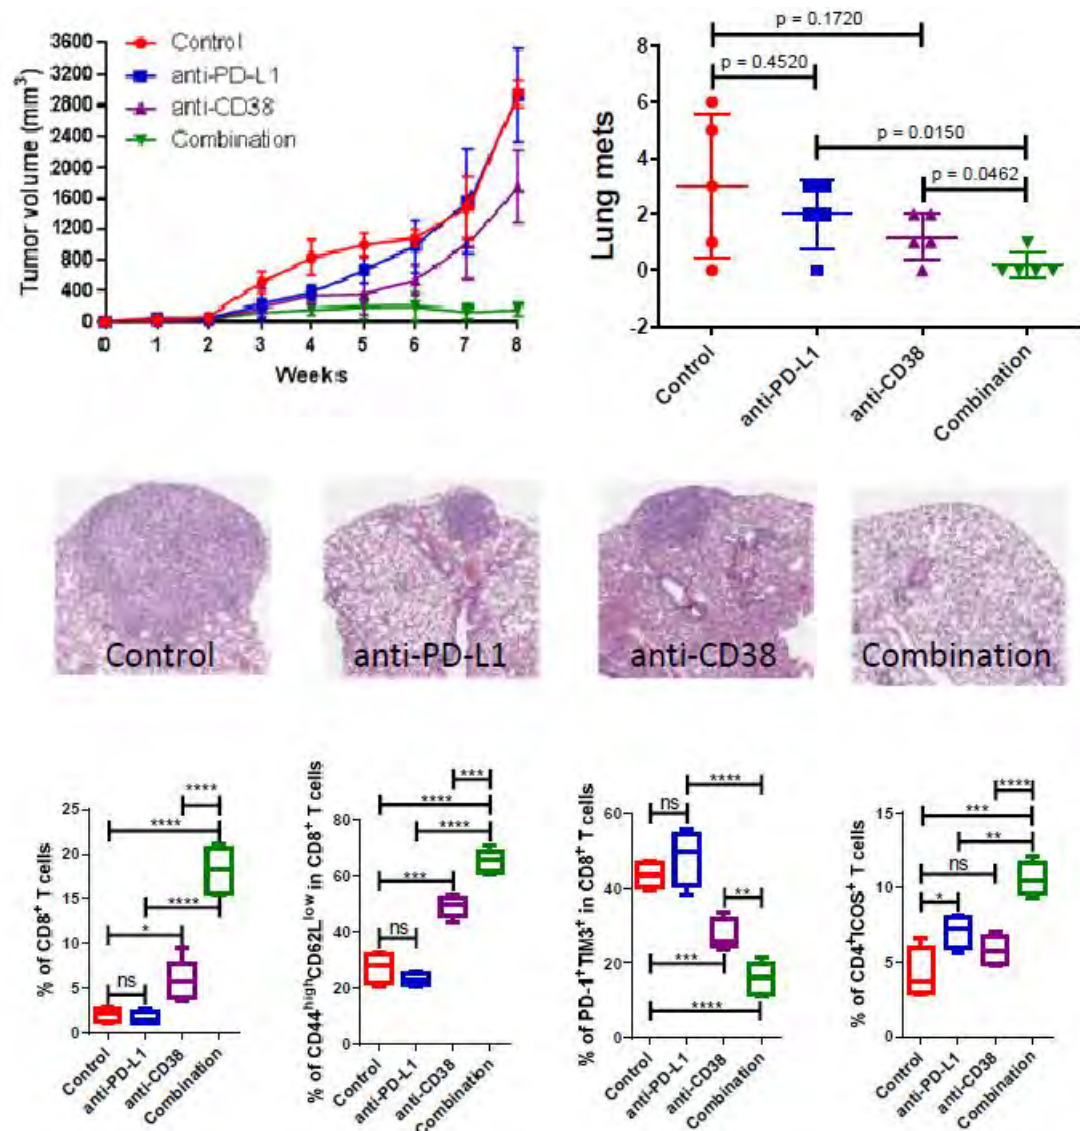 3600
3200
2800
2400
2000
1600
1200
800
400
0
Tumor volume (mm³)
Control
anti-PD-L1
anti-CD38
Combination
0 1 2 3 4 5 6 7 8
Weeks
8
6
4
2
0
-2
Lung mets
p = 0.1720
p = 0.4520
p = 0.0150
p = 0.0462
Control
anti-PD-L1
anti-CD38
Combination
Control
anti-PD-L1
anti-CD38
Combination
25
20
15
10
5
0
% of CD8⁺ T cells
****
****
****
*
ns
Control
anti-PD-L1
anti-CD38
Combination
80
60
40
20
0
% of CD44ʰⁱᵍʰCD62Lˡᵒʷ in CD8⁺ T cells
***
****
****
***
ns
Control
anti-PD-L1
anti-CD38
Combination
60
40
20
0
% of PD-1⁺TIM3⁺ in CD8⁺ T cells
****
ns
**
***
****
Control
anti-PD-L1
anti-CD38
Combination
15
10
5
0
% of CD4⁺ICOS⁺ T cells
****
***
**
ns
*
Control
anti-PD-L1
anti-CD38
Combination